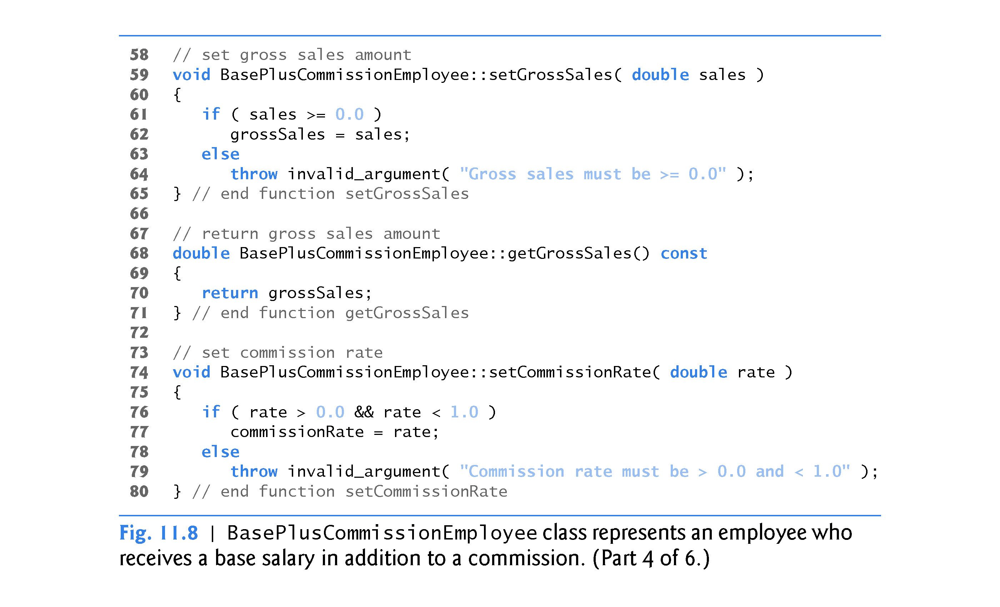 58 // set gross sales amount
59 void BasePlusCommissionEmployee::setGrossSales( double sales )
60 {
61 if ( sales >= 0.0 )
62 grossSales = sales;
63 else
64 throw invalid_argument( "Gross sales must be >= 0.0" );
65 } // end function setGrossSales
66
67 // return gross sales amount
68 double BasePlusCommissionEmployee::getGrossSales() const
69 {
70 return grossSales;
71 } // end function getGrossSales
72
73 // set commission rate
74 void BasePlusCommissionEmployee::setCommissionRate( double rate )
75 {
76 if ( rate > 0.0 && rate < 1.0 )
77 commissionRate = rate;
78 else
79 throw invalid_argument( "Commission rate must be > 0.0 and < 1.0" );
80 } // end function setCommissionRate
Fig. 11.8 | BasePlusCommissionEmployee class represents an employee who
receives a base salary in addition to a commission. (Part 4 of 6.)